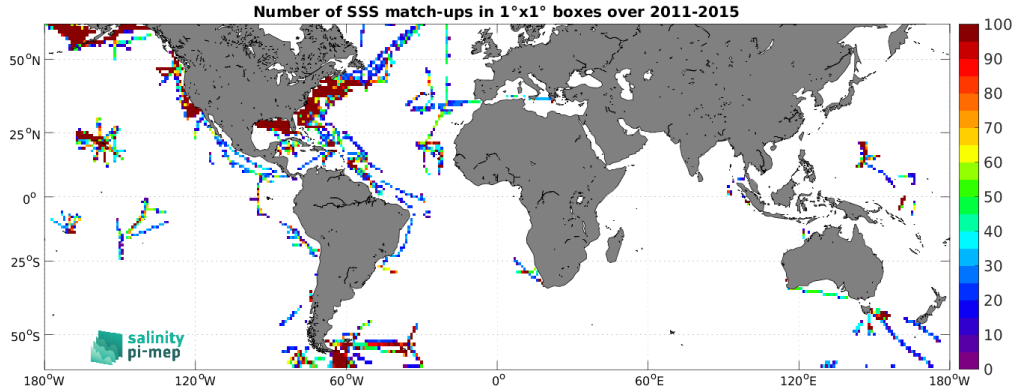 Number of SSS match-ups in 1°x1° boxes over 2011-2015
50°N
25°N
0°
25°S
50°S
180°W
120°W
60°W
0°
60°E
120°E
180°W
100
90
80
70
60
50
40
30
20
10
0
salinity
pi-mep